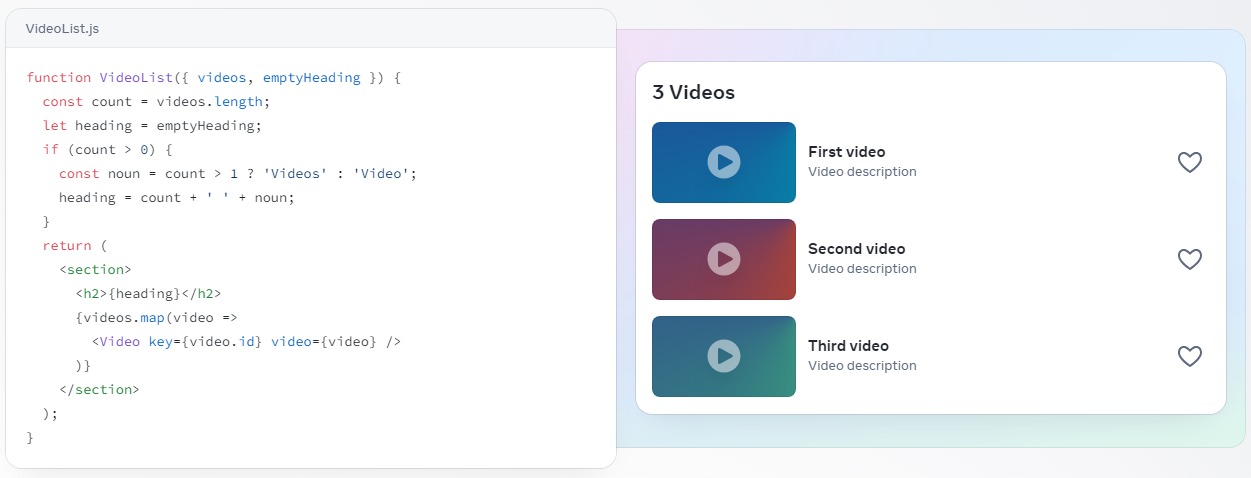 VideoList.js
function VideoList({ videos, emptyHeading }) {
  const count = videos.length;
  let heading = emptyHeading;
  if (count > 0) {
    const noun = count > 1 ? 'Videos' : 'Video';
    heading = count + ' ' + noun;
  }
  return (
    <section>
      <h2>{heading}</h2>
      {videos.map(video =>
        <Video key={video.id} video={video} />
      )}
    </section>
  );
}
3 Videos
First video
Video description
Second video
Video description
Third video
Video description